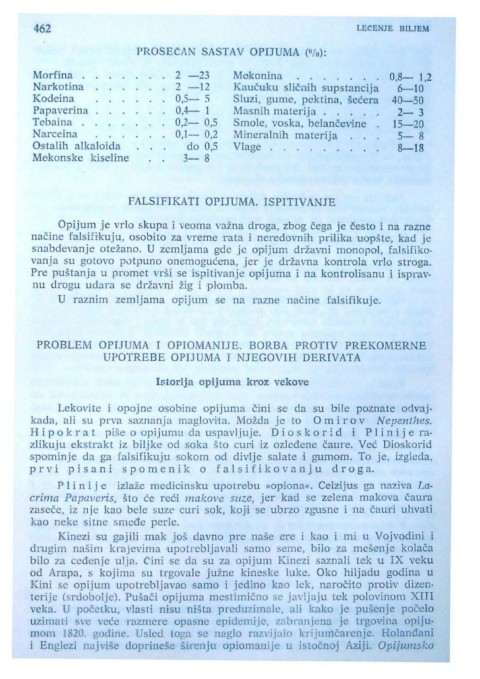 462 LEČENJE BILJEM
PROSEČAN SASTAV OPIJUMA (%):
Morfina . . . . . . . 2 —23
Narkotina . . . . . . 2 —12
Kodeina . . . . . . . 0,5— 5
Papaverina . . . . . . 0,4— 1
Tebaina . . . . . . . 0,2— 0,5
Narceina . . . . . . . 0,1— 0,2
Ostalih alkaloida . . . do 0,5
Mekonske kiseline . . 3— 8
Mekonina . . . . . . . 0,8— 1,2
Kaučuku sličnih supstancija 6—10
Sluzi, gume, pektina, šećera 40—50
Masnih materija . . . . . 2— 3
Smole, voska, belančevine . 15—20
Mineralnih materija . . . 5— 8
Vlage . . . . . . . . 8—18
FALSIFIKATI OPIJUMA. ISPITIVANJE
Opijum je vrlo skupa i veoma važna droga, zbog čega je često i na razne
načine falsifikuju, osobito za vreme rata i neredovnih prilika uopšte, kad je
snabdevanje otežano. U zemljama gde je opijum državni monopol, falsifiko-
vanja su gotovo potpuno onemogućena, jer je državna kontrola vrlo stroga.
Pre puštanja u promet vrši se ispitivanje opijuma i na kontrolisanu i isprav-
nu drogu udara se državni žig i plomba.
U raznim zemljama opijum se na razne načine falsifikuje.
PROBLEM OPIJUMA I OPIOMANIJE. BORBA PROTIV PREKOMERNE
UPOTREBE OPIJUMA I NJEGOVIH DERIVATA
Istorija opijuma kroz vekove
Lekovite i opojne osobine opijuma čini se da su bile poznate odvaj-
kada, ali su prva saznanja maglovita. Možda je to Omirov Nepenthes.
Hipokrat piše o opijumu da uspavljuje. Dioskorid i Plinije ra-
zlikuju ekstrakt iz biljke od soka što curi iz ozleđene čaure. Već Dioskorid
spominje da ga falsifikuju sokom od divlje salate i gumom. To je, izgleda,
prvi pisani spomenik o falsifikovanju droga.
Plinije izlaže medicinsku upotrebu »opiona«. Celzijus ga naziva La-
crima Papaveris, što će reći makove suze, jer kad se zelena makova čaura
zaseče, iz nje kao bele suze curi sok, koji se ubrzo zgusne i na čauri uhvati
kao neke sitne smeđe perle.
Kinezi su gajili mak još davno pre naše ere i kao i mi u Vojvodini i
drugim našim krajevima upotrebljavali samo seme, bilo za mešenje kolača
bilo za ceđenje ulja. Čini se da su za opijum Kinezi saznali tek u IX veku
od Arapa, s kojima su trgovale južne kineske luke. Oko hiljadu godina u
Kini se opijum upotrebljavao samo i jedino kao lek, naročito protiv dizen-
terije (srdobolje). Pušači opijuma mestimično se javljaju tek polovinom XIII
veka. U početku, vlasti nisu ništa preduzimale, ali kako je pušenje počelo
uzimati sve veće razmere opasne epidemije, zabranjena je trgovina opiju-
mom 1820. godine. Usled toga se naglo razvijalo krijumčarenje. Holanđani
i Englezi najviše doprineše širenju opiomanije u istočnoj Aziji. Opijumsko